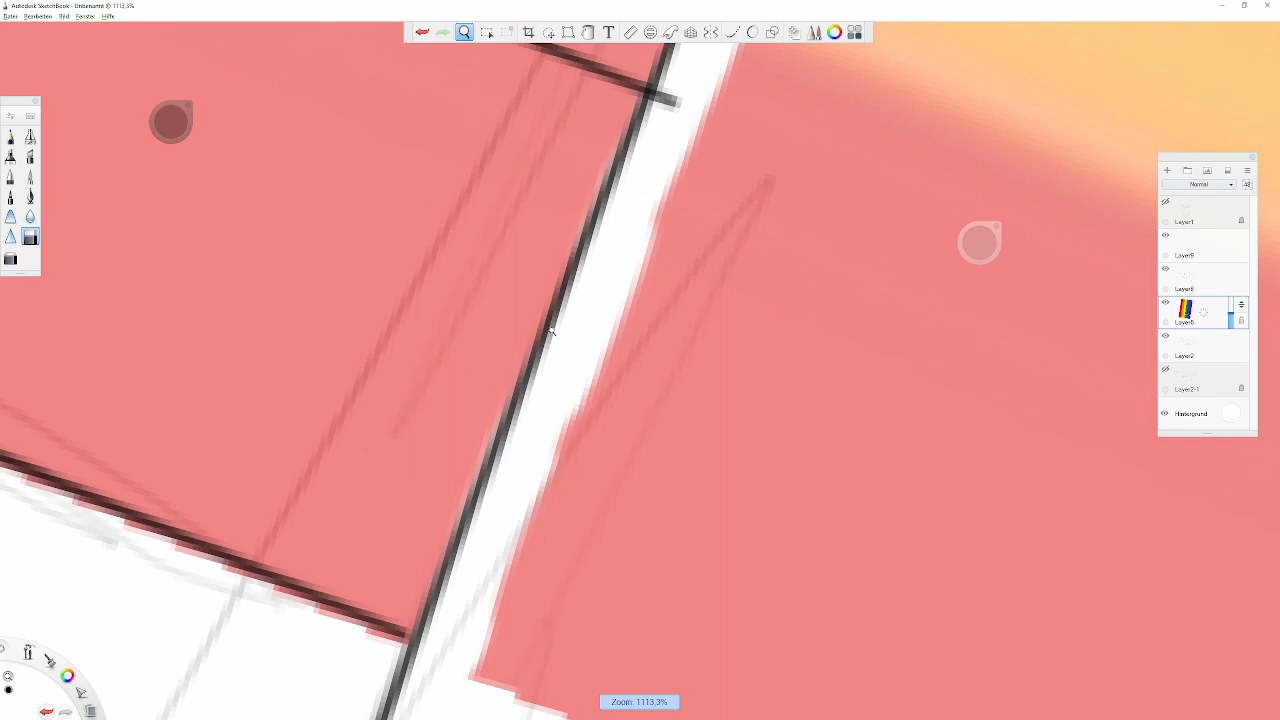 Autodesk SketchBook - Unbenannt @ 1113,3%
Datei Bearbeiten Bild Fenster Hilfe
T
Normal
Layer1
Layer9
Layer8
Layer6
Layer2
Layer2-1
Hintergrund
Zoom: 1113,3%